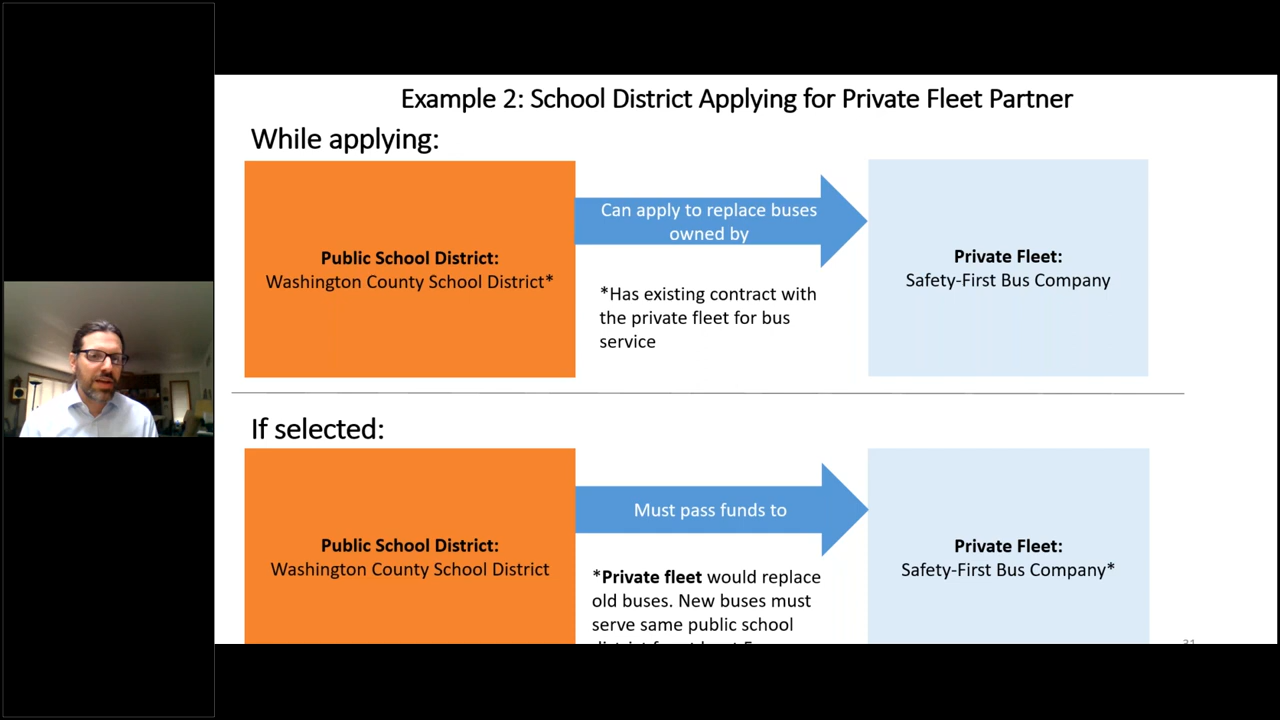 Example 2: School District Applying for Private Fleet Partner
While applying:
Public School District:
Washington County School District*
Can apply to replace buses
owned by
*Has existing contract with
the private fleet for bus
service
Private Fleet:
Safety-First Bus Company
If selected:
Public School District:
Washington County School District
Must pass funds to
*Private fleet would replace
old buses. New buses must
serve same public school
Private Fleet:
Safety-First Bus Company*